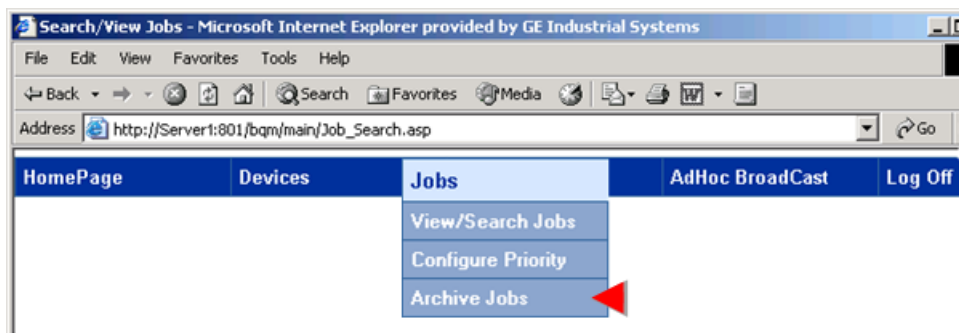 Search/View Jobs - Microsoft Internet Explorer provided by GE Industrial Systems
File Edit View Favorites Tools Help
Back Search Favorites Media
Address http://Server1:801/bqm/main/Job_Search.asp Go
HomePage Devices Jobs AdHoc BroadCast Log Off
View/Search Jobs
Configure Priority
Archive Jobs